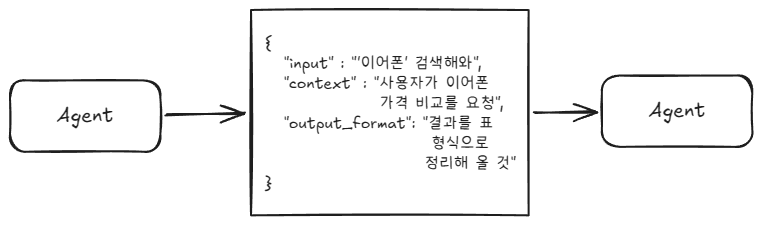 Agent
{
"input" : "'이어폰' 검색해와",
"context" : "사용자가 이어폰
가격 비교를 요청",
"output_format": "결과를 표
형식으로
정리해 올 것"
}
Agent